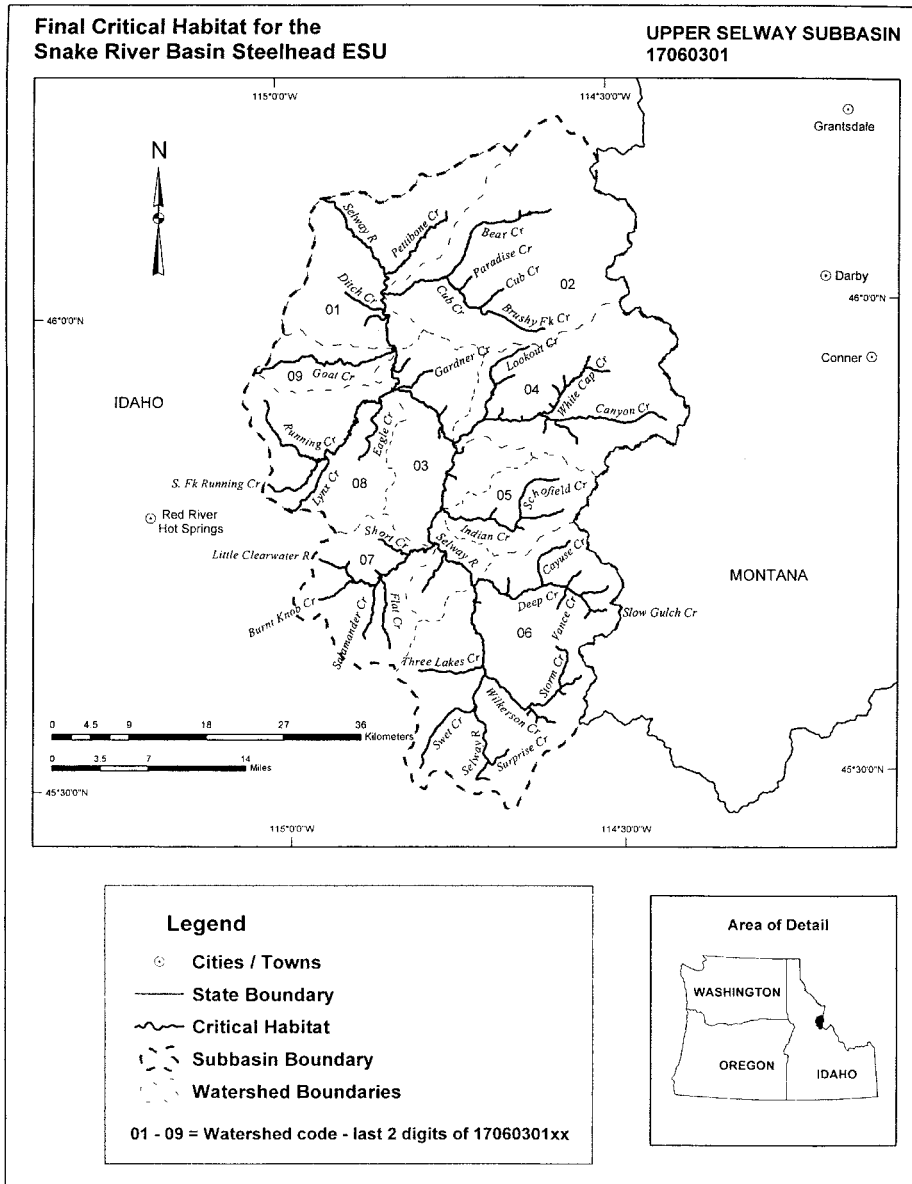 Final Critical Habitat for the
Snake River Basin Steelhead ESU
UPPER SELWAY SUBBASIN
17060301
115°0'0"W
114°30'0"W
Grantsdale
N
Selway R
Pettibone Cr
Bear Cr
Paradise Cr
Cub Cr
02
Darby
Ditch Cr
Cub Cr
Brushy Fk Cr
46°0'0"N
46°0'0"N
01
Lookout Cr
Conner
Gardner Cr
09
Goat Cr
04
White Cap Cr
Canyon Cr
IDAHO
Running Cr
Eagle Cr
03
S. Fk Running Cr
Lynx Cr
08
05
Schofield Cr
Red River
Hot Springs
Indian Cr
Short Cr
Selway R
Little Clearwater R
07
Cayuse Cr
MONTANA
Burnt Knob Cr
Salamander Cr
Flat Cr
Deep Cr
Vance Cr
Slow Gulch Cr
06
Three Lakes Cr
Storm Cr
Wilkerson Cr
Swet Cr
Selway R
Surprise Cr
0 4.5 9 18 27 36
Kilometers
0 3.5 7 14
Miles
45°30'0"N
45°30'0"N
115°0'0"W
114°30'0"W
Legend
Cities / Towns
State Boundary
Critical Habitat
Subbasin Boundary
Watershed Boundaries
01 - 09 = Watershed code - last 2 digits of 17060301xx
Area of Detail
WASHINGTON
OREGON
IDAHO